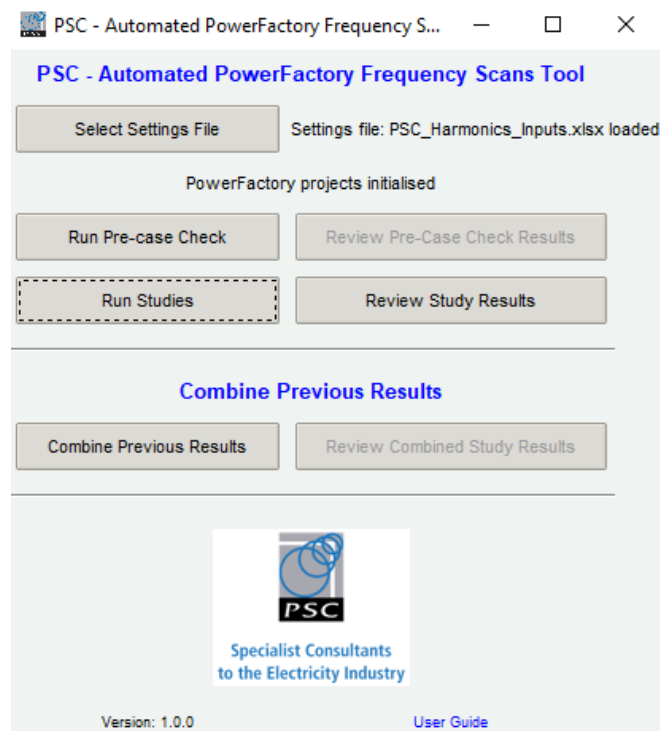 PSC - Automated PowerFactory Frequency S...
PSC - Automated PowerFactory Frequency Scans Tool
Select Settings File
Settings file: PSC_Harmonics_Inputs.xlsx loaded
PowerFactory projects initialised
Run Pre-case Check
Review Pre-Case Check Results
Run Studies
Review Study Results
Combine Previous Results
Combine Previous Results
Review Combined Study Results
PSC
Specialist Consultants
to the Electricity Industry
Version: 1.0.0
User Guide